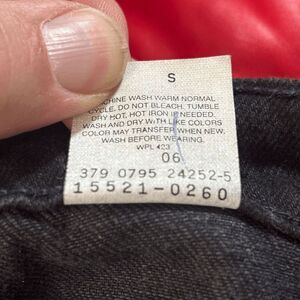 S
MACHINE WASH WARM NORMAL
CYCLE. DO NOT BLEACH. TUMBLE
DRY HOT, HOT IRON IF NEEDED.
WASH AND DRY WITH LIKE COLORS
COLOR MAY TRANSFER WHEN NEW.
WASH BEFORE WEARING.
WPL 423
06
379 0795 24252-5
15521-0260